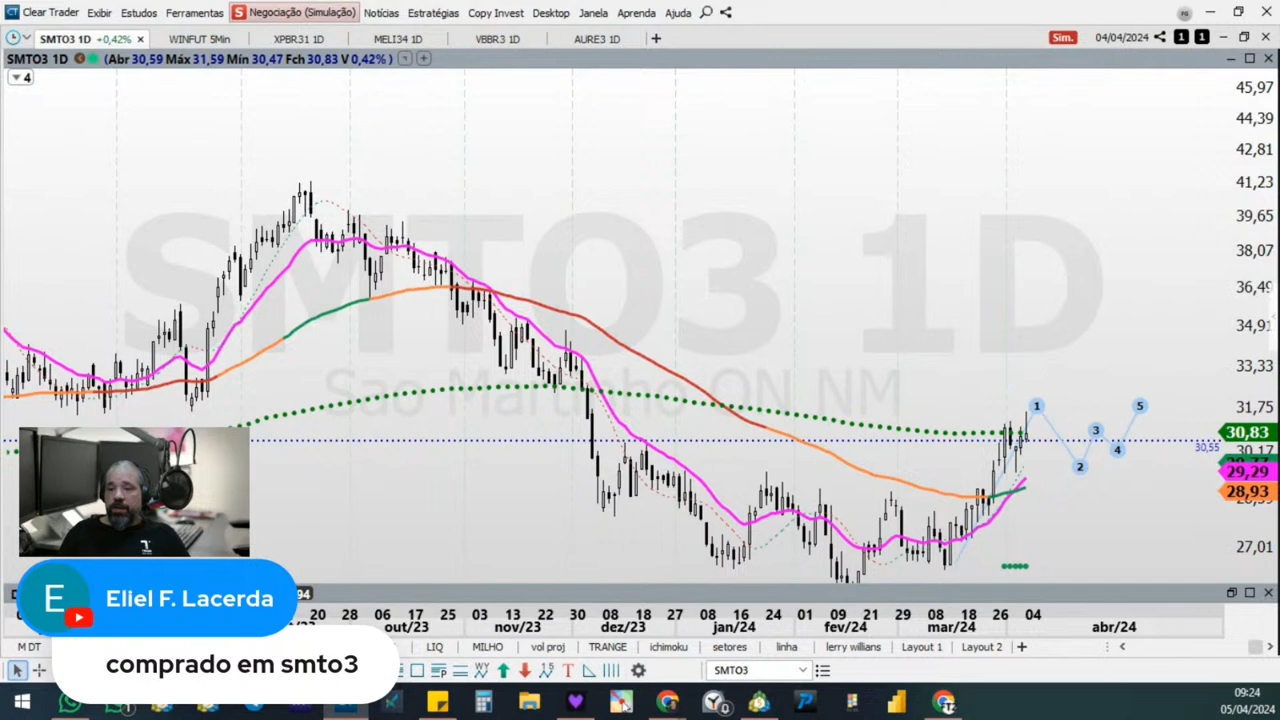 Clear Trader Exibir Estudos Ferramentas Negociação (Simulação) Notícias Estratégias Copy Invest Desktop Janela Aprenda Ajuda
SMTO3 1D +0,42% WINFUT 5Min XPBR31 1D MELI34 1D VBBR3 1D AURE3 1D Sim. 04/04/2024 1 1
SMTO3 1D (Abr 30,59 Máx 31,59 Mín 30,47 Fch 30,83 V 0,42% )
4
45,97
44,39
42,81
41,23
39,65
38,07
36,49
34,91
33,33
31,75
30,83
30,55 30,17
29,29
28,93
27,01
SMTO3 1D
Sao Martinho ON NM
1
2
3
4
5
94
20 28 06 17 25 03 13 22 30 08 18 27 08 16 24 01 09 21 29 08 18 26 04
out/23 nov/23 dez/23 jan/24 fev/24 mar/24 abr/24
M DT LIQ MILHO vol proj TRANGE ichimoku setores linha lerry willians Layout 1 Layout 2
SMTO3
E Eliel F. Lacerda
comprado em smto3
09:24
05/04/2024